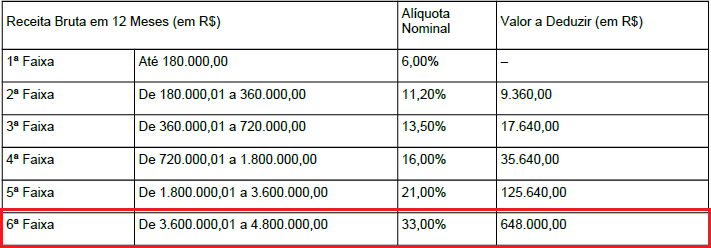 Receita Bruta em 12 Meses (em R$) Alíquota Nominal Valor a Deduzir (em R$)
1ª Faixa Até 180.000,00 6,00% –
2ª Faixa De 180.000,01 a 360.000,00 11,20% 9.360,00
3ª Faixa De 360.000,01 a 720.000,00 13,50% 17.640,00
4ª Faixa De 720.000,01 a 1.800.000,00 16,00% 35.640,00
5ª Faixa De 1.800.000,01 a 3.600.000,00 21,00% 125.640,00
6ª Faixa De 3.600.000,01 a 4.800.000,00 33,00% 648.000,00